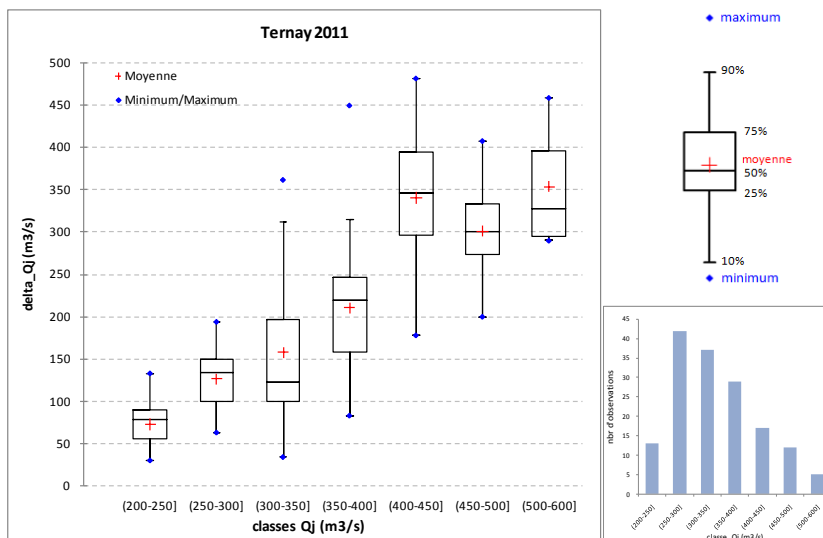 Ternay 2011
Moyenne
Minimum/Maximum
delta_Qj (m3/s)
500
450
400
350
300
250
200
150
100
50
0
(200-250] (250-300] (300-350] (350-400] (400-450] (450-500] (500-600]
classes Qj (m3/s)
maximum
90%
75%
moyenne
50%
25%
10%
minimum
nbr d'observations
45
40
35
30
25
20
15
10
5
0
(200-250] (250-300] (300-350] (350-400] (400-450] (450-500] (500-600]
classe_Qj (m3/s)